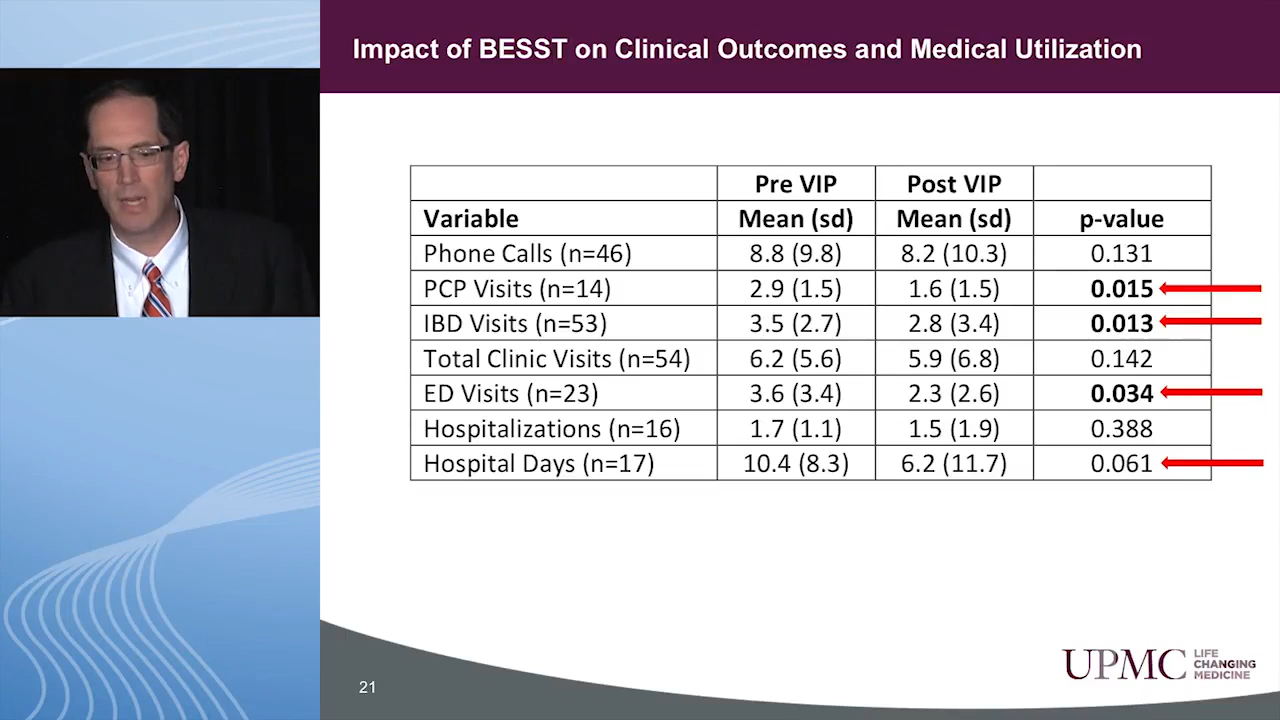 Impact of BESST on Clinical Outcomes and Medical Utilization
Pre VIP Post VIP
Variable Mean (sd) Mean (sd) p-value
Phone Calls (n=46) 8.8 (9.8) 8.2 (10.3) 0.131
PCP Visits (n=14) 2.9 (1.5) 1.6 (1.5) 0.015
IBD Visits (n=53) 3.5 (2.7) 2.8 (3.4) 0.013
Total Clinic Visits (n=54) 6.2 (5.6) 5.9 (6.8) 0.142
ED Visits (n=23) 3.6 (3.4) 2.3 (2.6) 0.034
Hospitalizations (n=16) 1.7 (1.1) 1.5 (1.9) 0.388
Hospital Days (n=17) 10.4 (8.3) 6.2 (11.7) 0.061
UPMC
LIFE
CHANGING
MEDICINE
21